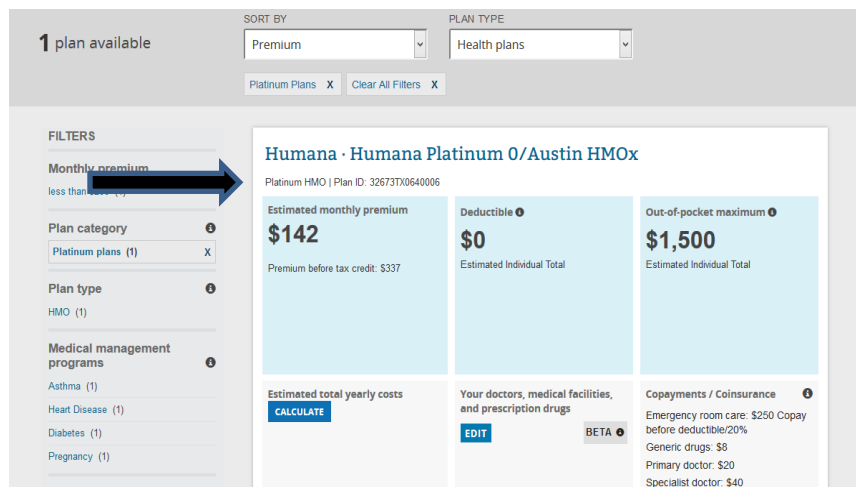 SORT BY
PLAN TYPE
1 plan available
Premium
Health plans
Platinum Plans X
Clear All Filters X
FILTERS
Monthly premium
less than (1)
Plan category
Platinum plans (1) X
Plan type
HMO (1)
Medical management
programs
Asthma (1)
Heart Disease (1)
Diabetes (1)
Pregnancy (1)
Humana · Humana Platinum 0/Austin HMOx
Platinum HMO | Plan ID: 32673TX0640006
Estimated monthly premium
$142
Premium before tax credit: $337
Deductible
$0
Estimated Individual Total
Out-of-pocket maximum
$1,500
Estimated Individual Total
Estimated total yearly costs
CALCULATE
Your doctors, medical facilities,
and prescription drugs
EDIT
BETA
Copayments / Coinsurance
Emergency room care: $250 Copay
before deductible/20%
Generic drugs: $8
Primary doctor: $20
Specialist doctor: $40